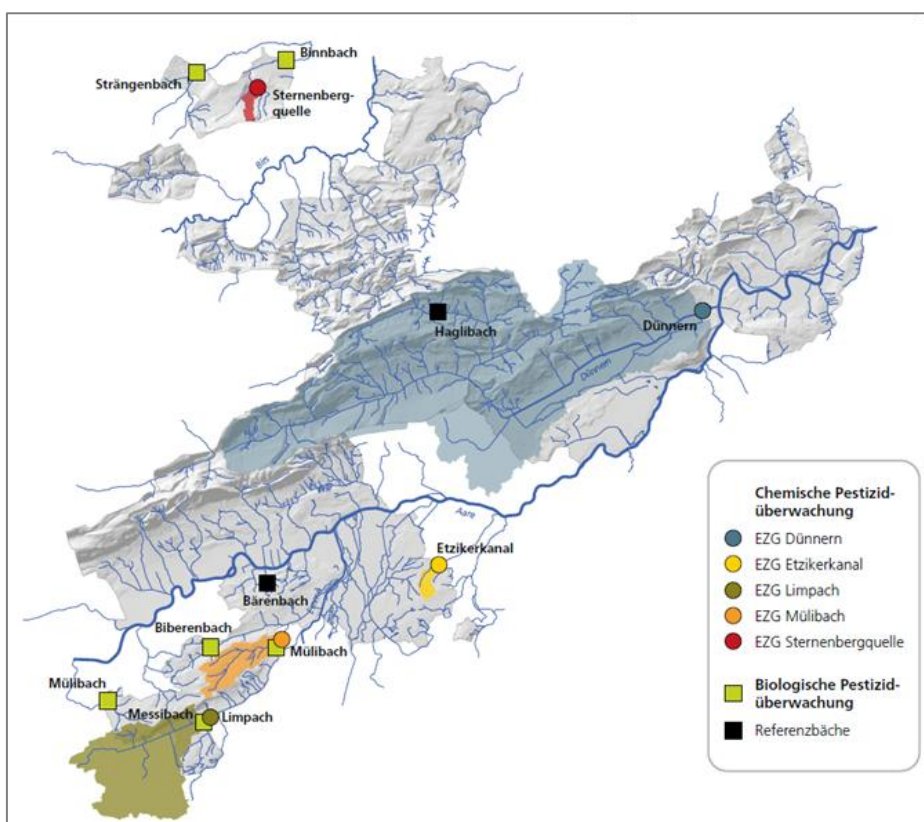 Binnbach
Strängenbach
Sternenberg-
quelle
Birs
Haglibach
Dünnern
Dünnern
Aare
Etzikerkanal
Bärenbach
Biberenbach
Mülibach
Mülibach
Messibach
Limpach
Chemische Pestizid-
überwachung
EZG Dünnern
EZG Etzikerkanal
EZG Limpach
EZG Mülibach
EZG Sternenbergquelle
Biologische Pestizid-
überwachung
Referenzbäche